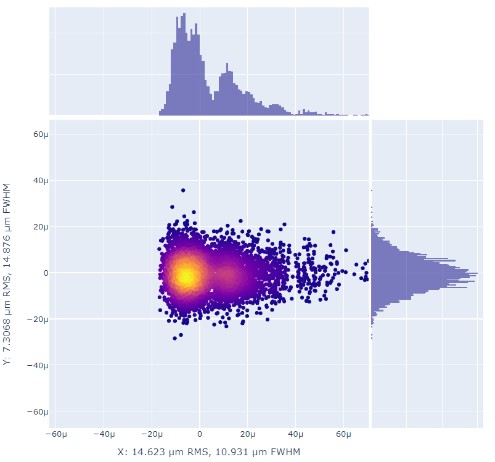 60µ
40µ
20µ
0
−20µ
−40µ
−60µ
Y: 7.3068 µm RMS, 14.876 µm FWHM
−60µ −40µ −20µ 0 20µ 40µ 60µ
X: 14.623 µm RMS, 10.931 µm FWHM